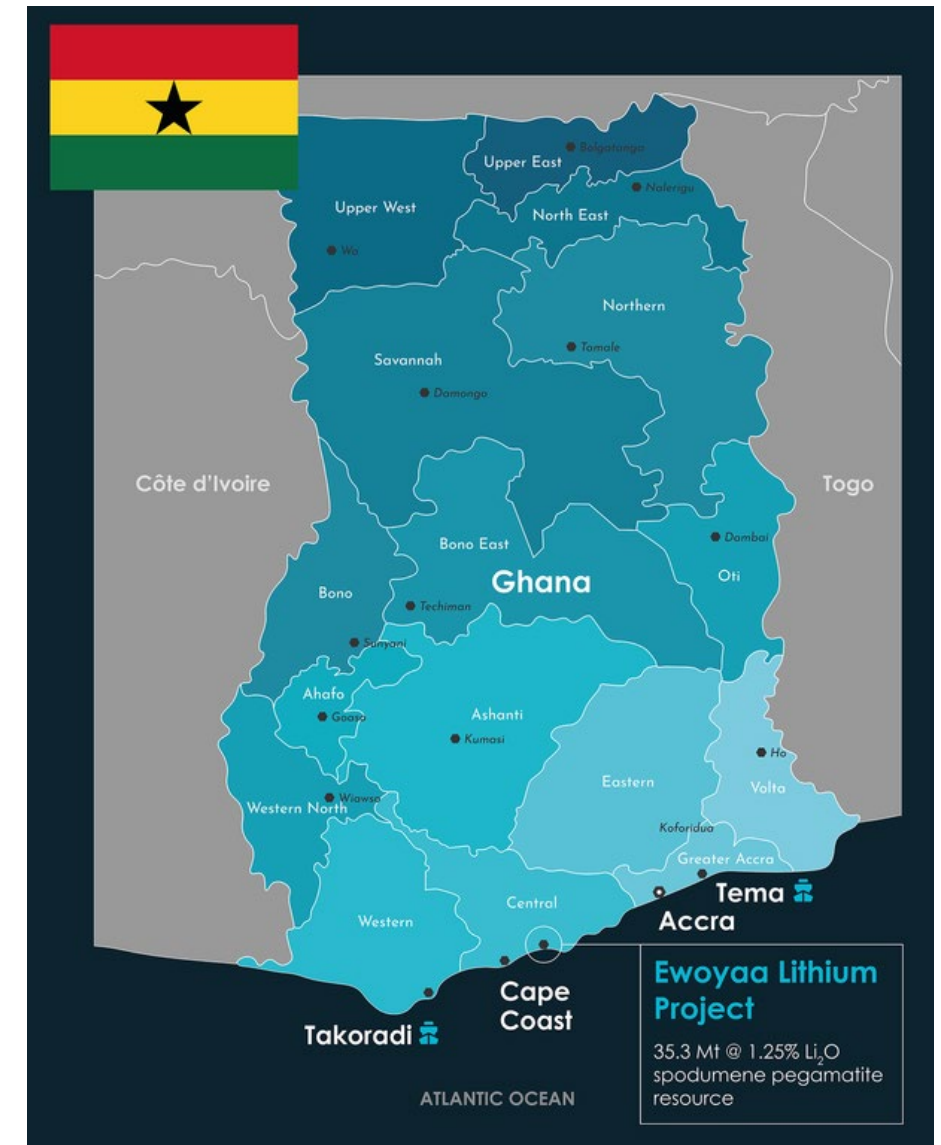 Bolgatanga
Upper East
Nalerigu
Upper West
North East
Wa
Northern
Tamale
Savannah
Damongo
Côte d'Ivoire
Togo
Dambai
Bono East
Ghana
Oti
Bono
Techiman
Sunyani
Ahafo
Goaso
Ashanti
Kumasi
Ho
Eastern
Volta
Wiawso
Western North
Koforidua
Greater Accra
Tema
Accra
Central
Western
Cape
Coast
Takoradi
Ewoyaa Lithium
Project
35.3 Mt @ 1.25% Li₂O
spodumene pegamatite
resource
ATLANTIC OCEAN